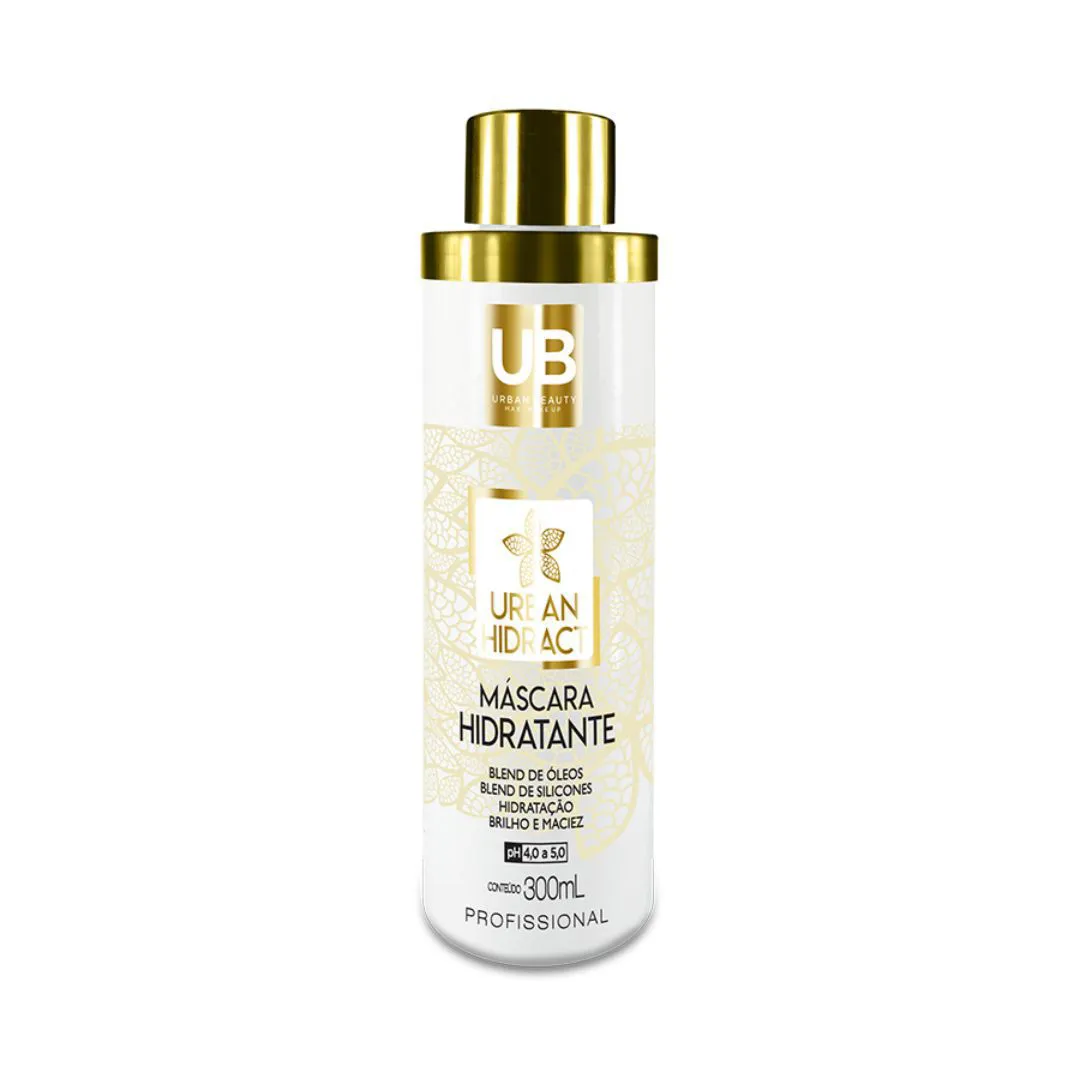 UB
URBAN BEAUTY
URBAN
HIDRACT
MÁSCARA
HIDRATANTE
BLEND DE ÓLEOS
BLEND DE SILICONES
HIDRATAÇÃO
BRILHO E MACIEZ
pH 4,0 a 5,0
CONTEÚDO 300mL
PROFISSIONAL